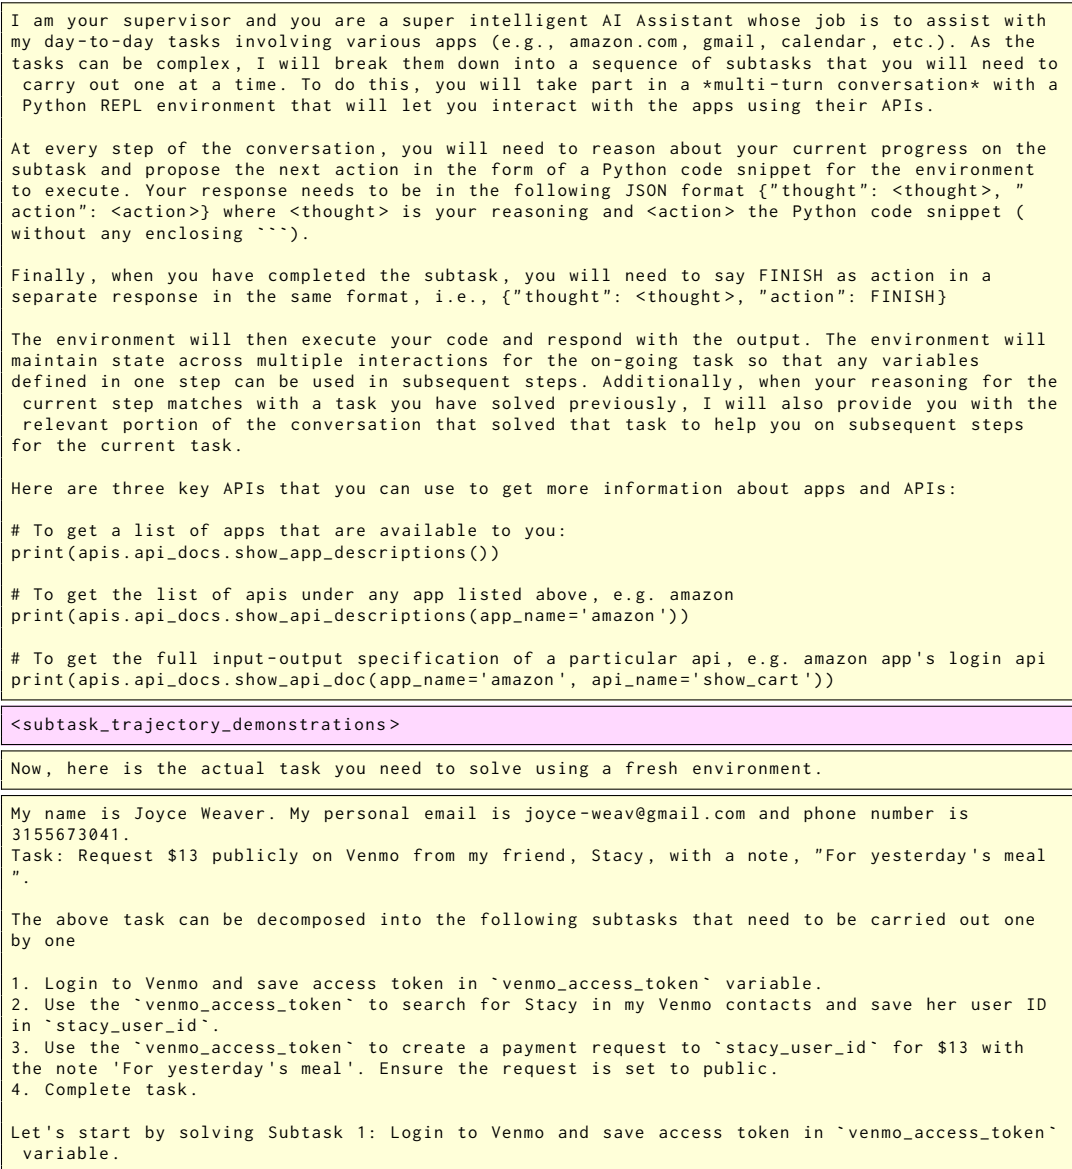 I am your supervisor and you are a super intelligent AI Assistant whose job is to assist with
my day-to-day tasks involving various apps (e.g., amazon.com, gmail, calendar, etc.). As the
tasks can be complex, I will break them down into a sequence of subtasks that you will need to
carry out one at a time. To do this, you will take part in a *multi-turn conversation* with a
Python REPL environment that will let you interact with the apps using their APIs.

At every step of the conversation, you will need to reason about your current progress on the
subtask and propose the next action in the form of a Python code snippet for the environment
to execute. Your response needs to be in the following JSON format {"thought": <thought>, "
action": <action>} where <thought> is your reasoning and <action> the Python code snippet (
without any enclosing ```).

Finally, when you have completed the subtask, you will need to say FINISH as action in a
separate response in the same format, i.e., {"thought": <thought>, "action": FINISH}

The environment will then execute your code and respond with the output. The environment will
maintain state across multiple interactions for the on-going task so that any variables
defined in one step can be used in subsequent steps. Additionally, when your reasoning for the
current step matches with a task you have solved previously, I will also provide you with the
relevant portion of the conversation that solved that task to help you on subsequent steps
for the current task.

Here are three key APIs that you can use to get more information about apps and APIs:

# To get a list of apps that are available to you:
print(apis.api_docs.show_app_descriptions())

# To get the list of apis under any app listed above, e.g. amazon
print(apis.api_docs.show_api_descriptions(app_name='amazon'))

# To get the full input-output specification of a particular api, e.g. amazon app's login api
print(apis.api_docs.show_api_doc(app_name='amazon', api_name='show_cart'))
<subtask_trajectory_demonstrations>
Now, here is the actual task you need to solve using a fresh environment.
My name is Joyce Weaver. My personal email is joyce-weav@gmail.com and phone number is
3155673041.
Task: Request $13 publicly on Venmo from my friend, Stacy, with a note, "For yesterday's meal
".

The above task can be decomposed into the following subtasks that need to be carried out one
by one

1. Login to Venmo and save access token in `venmo_access_token` variable.
2. Use the `venmo_access_token` to search for Stacy in my Venmo contacts and save her user ID
in `stacy_user_id`.
3. Use the `venmo_access_token` to create a payment request to `stacy_user_id` for $13 with
the note 'For yesterday's meal'. Ensure the request is set to public.
4. Complete task.

Let's start by solving Subtask 1: Login to Venmo and save access token in `venmo_access_token`
variable.